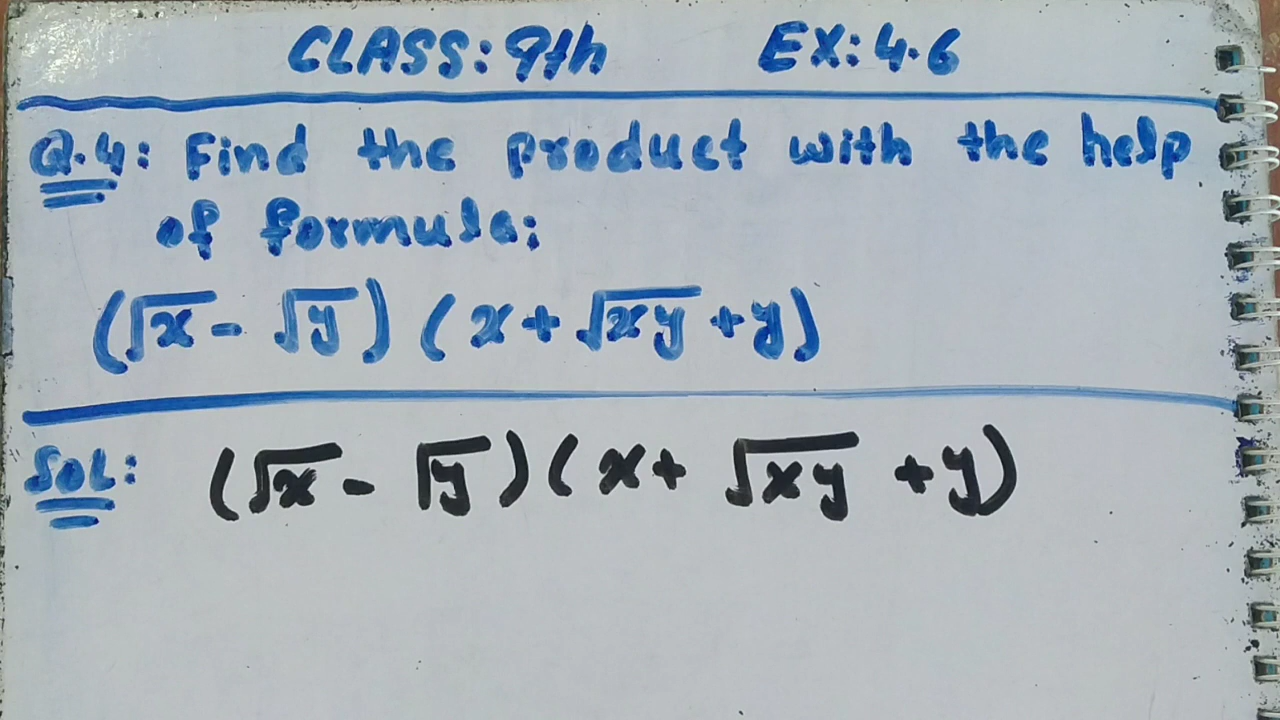 CLASS: 9th EX: 4.6
Q.4: Find the product with the help
of formula;
(√x - √y) (x + √xy + y)
SOL: (√x - √y) (x + √xy + y)